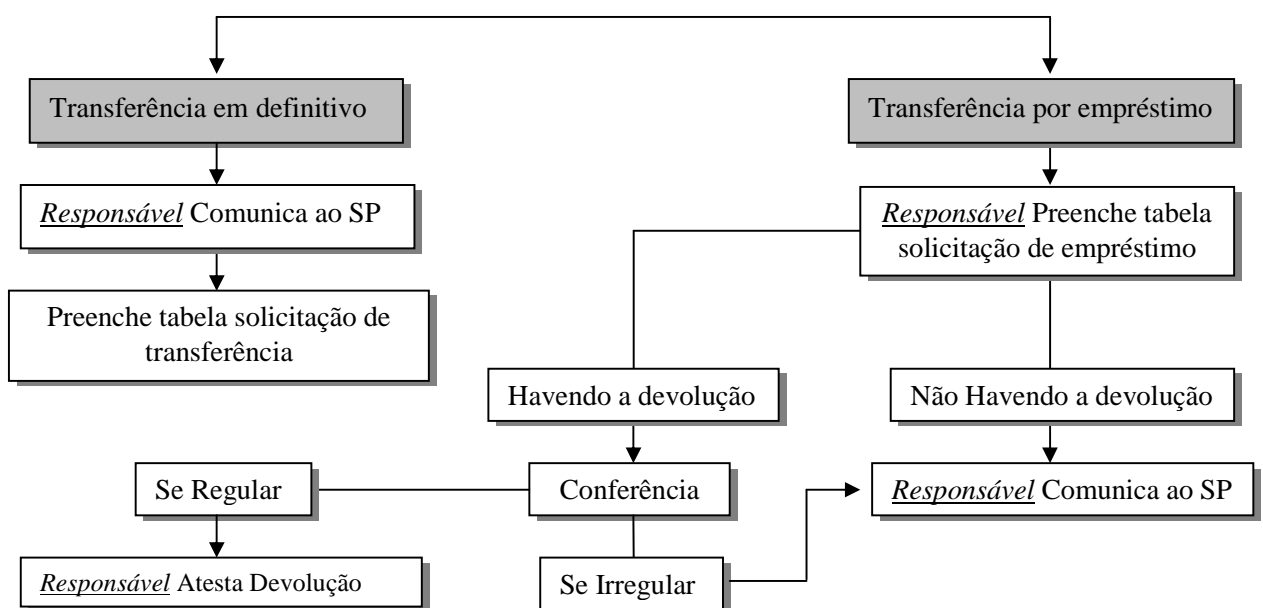 Transferência em definitivo
Transferência por empréstimo
Responsável Comunica ao SP
Responsável Preenche tabela
solicitação de empréstimo
Preenche tabela solicitação de
transferência
Havendo a devolução
Não Havendo a devolução
Se Regular
Conferência
Responsável Comunica ao SP
Responsável Atesta Devolução
Se Irregular